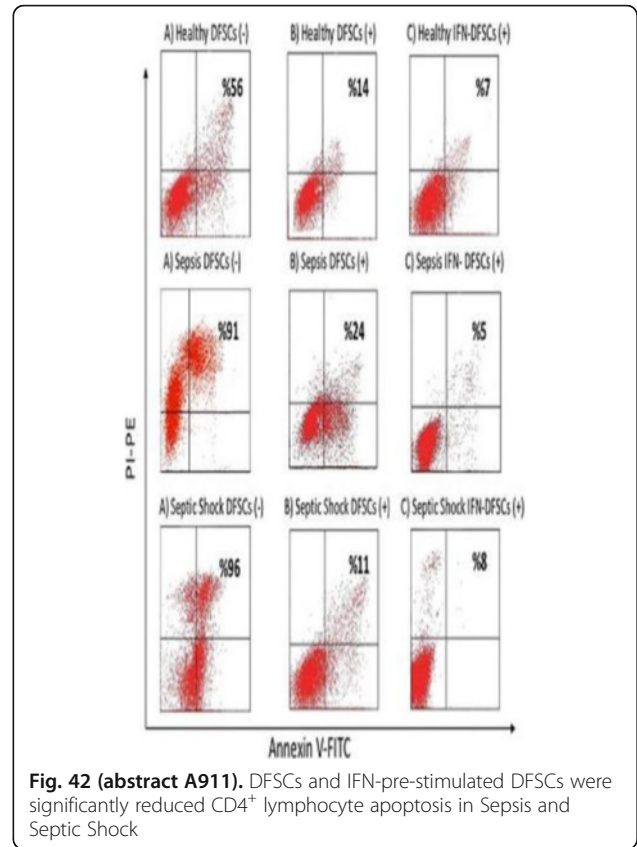 A) Healthy DFSCs (-) B) Healthy DFSCs (+) C) Healthy IFN-DFSCs (+)
%56 %14 %7
A) Sepsis DFSCs (-) B) Sepsis DFSCs (+) C) Sepsis IFN- DFSCs (+)
%91 %24 %5
PI-PE
A) Septic Shock DFSCs (-) B) Septic Shock DFSCs (+) C) Septic Shock IFN-DFSCs (+)
%96 %11 %8
Annexin V-FITC
Fig. 42 (abstract A911). DFSCs and IFN-pre-stimulated DFSCs were
significantly reduced CD4+ lymphocyte apoptosis in Sepsis and
Septic Shock